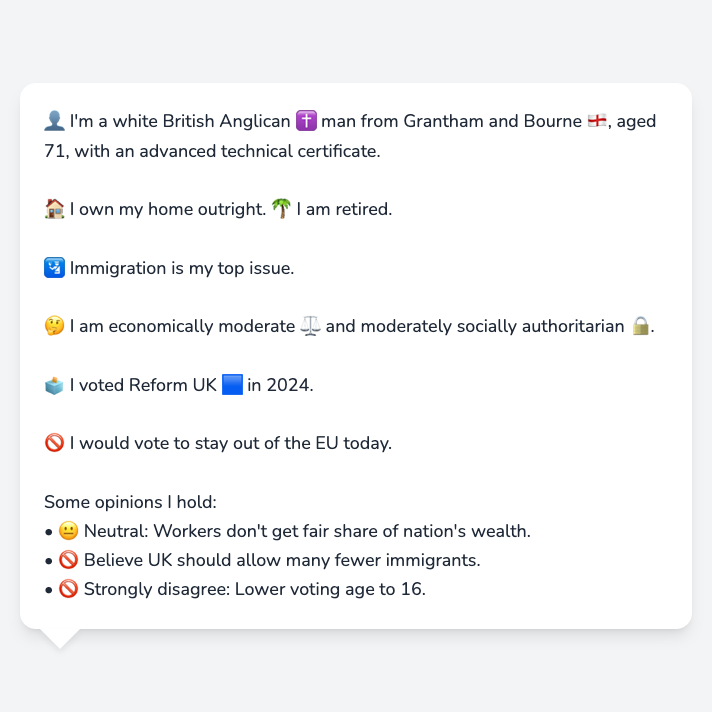 👤 I'm a white British Anglican ✝️ man from Grantham and Bourne 🏴󠁧󠁢󠁥󠁮󠁧󠁿, aged
71, with an advanced technical certificate.
🏠 I own my home outright. 🌴 I am retired.
🛂 Immigration is my top issue.
🤔 I am economically moderate ⚖️ and moderately socially authoritarian 🔒.
🗳️ I voted Reform UK 🟦 in 2024.
🚫 I would vote to stay out of the EU today.
Some opinions I hold:
• 😐 Neutral: Workers don't get fair share of nation's wealth.
• 🚫 Believe UK should allow many fewer immigrants.
• 🚫 Strongly disagree: Lower voting age to 16.